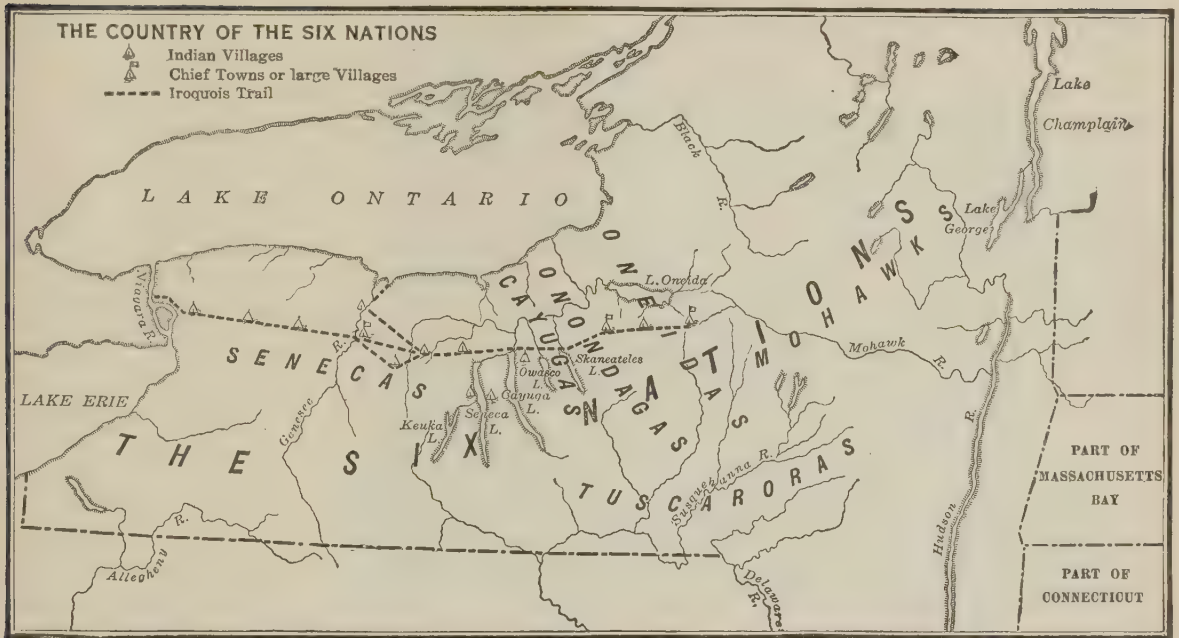 THE COUNTRY OF THE SIX NATIONS
Indian Villages
Chief Towns or large Villages
Iroquois Trail
Lake
Champlain
Black
R.
LAKE ONTARIO
Lake
George
Niagara R.
L. Oneida
ONEIDAS
ONONDAGAS
CAYUGAS
MOHAWKS
SENECAS
R.
Genesee
Skaneateles
L.
Owasco
L.
Cayuga
L.
Seneca
L.
Keuka
L.
Mohawk
R.
LAKE ERIE
THE SIX NATIONS
TUSCARORAS
Susquehanna R.
R.
Hudson
PART OF
MASSACHUSETTS
BAY
R.
Allegheny
Delaware
R.
PART OF
CONNECTICUT